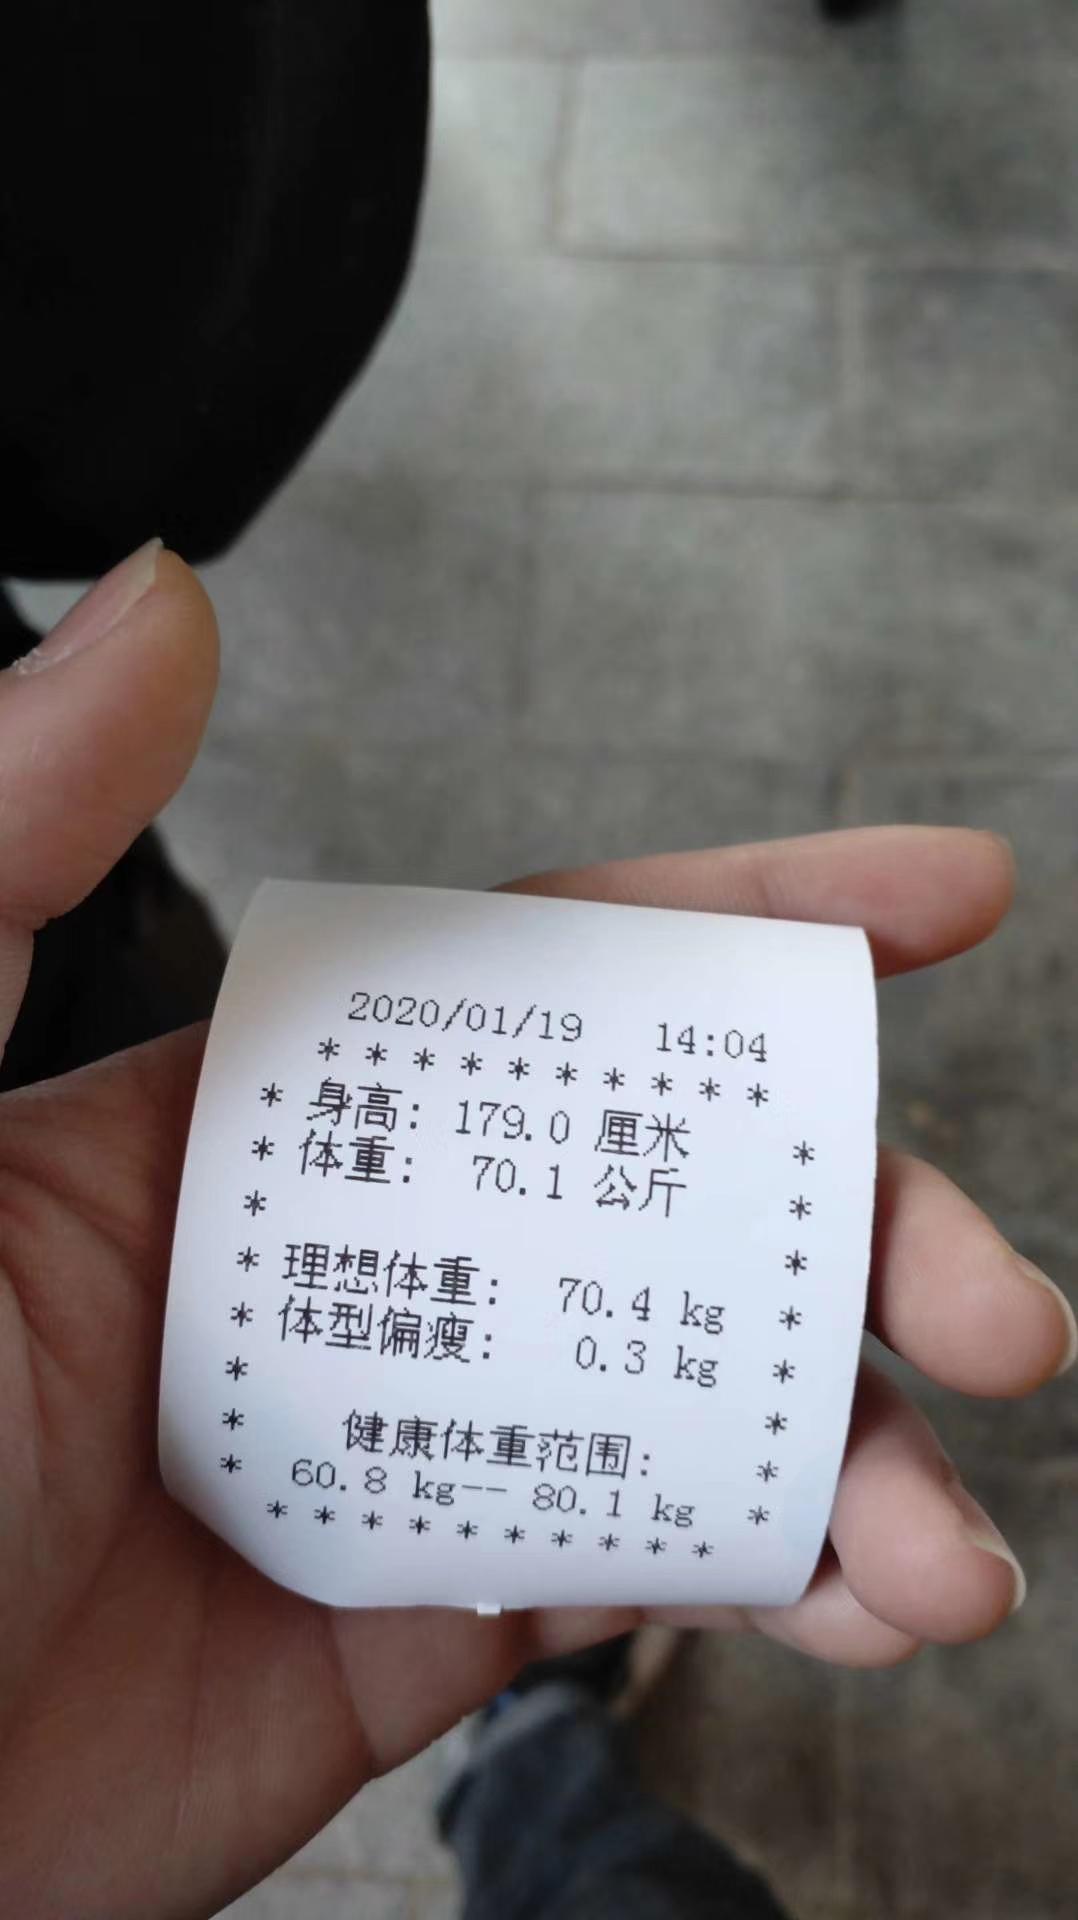 2020/01/19 14:04
* * * * * * * * * *
* 身高: 179.0 厘米 *
* 体重: 70.1 公斤 *
* *
* 理想体重: 70.4 kg *
* 体型偏瘦: 0.3 kg *
* *
* 健康体重范围: *
* 60.8 kg-- 80.1 kg *
* * * * * * * * * *